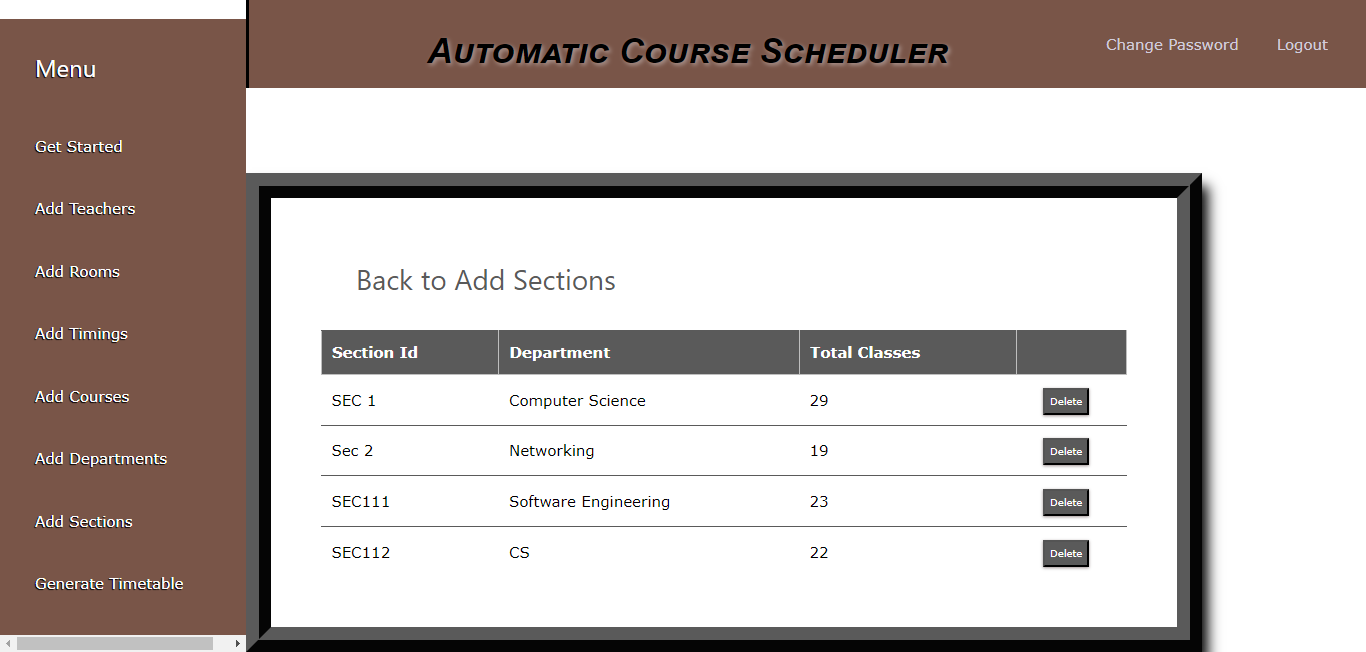 Menu
Get Started
Add Teachers
Add Rooms
Add Timings
Add Courses
Add Departments
Add Sections
Generate Timetable
Automatic Course Scheduler
Change Password Logout
Back to Add Sections
Section Id Department Total Classes
SEC 1 Computer Science 29 Delete
Sec 2 Networking 19 Delete
SEC111 Software Engineering 23 Delete
SEC112 CS 22 Delete